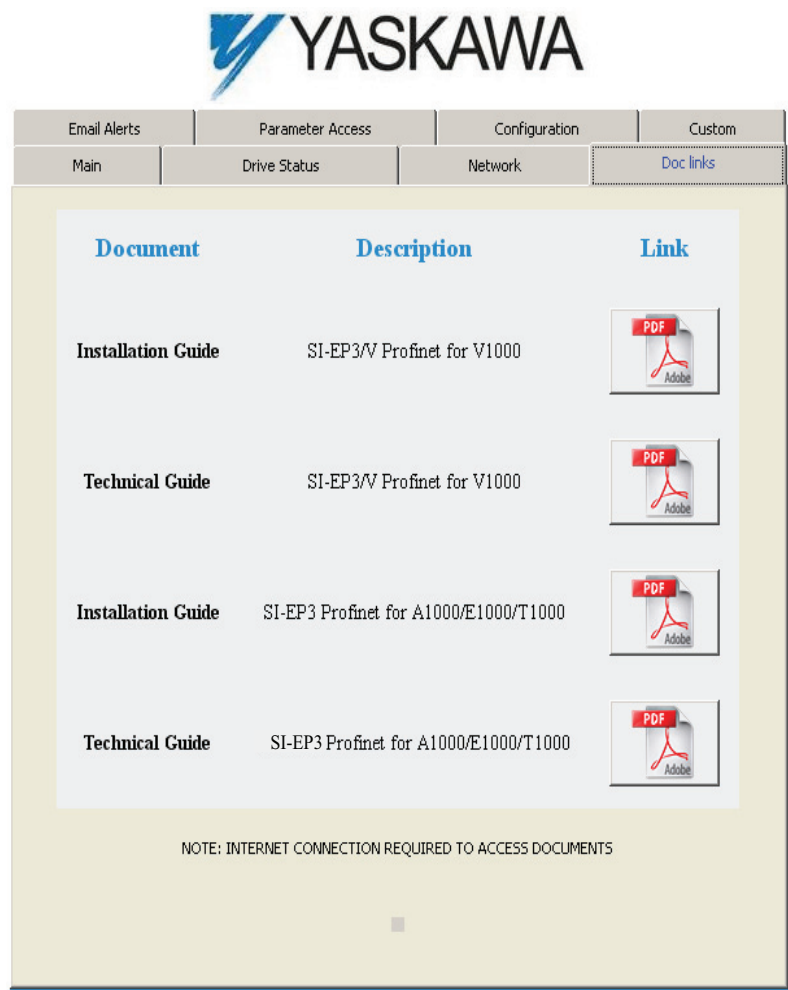 YASKAWA
Email Alerts Parameter Access Configuration Custom
Main Drive Status Network Doc links
Document Description Link
Installation Guide SI-EP3/V Profinet for V1000 PDF Adobe
Technical Guide SI-EP3/V Profinet for V1000 PDF Adobe
Installation Guide SI-EP3 Profinet for A1000/E1000/T1000 PDF Adobe
Technical Guide SI-EP3 Profinet for A1000/E1000/T1000 PDF Adobe
NOTE: INTERNET CONNECTION REQUIRED TO ACCESS DOCUMENTS